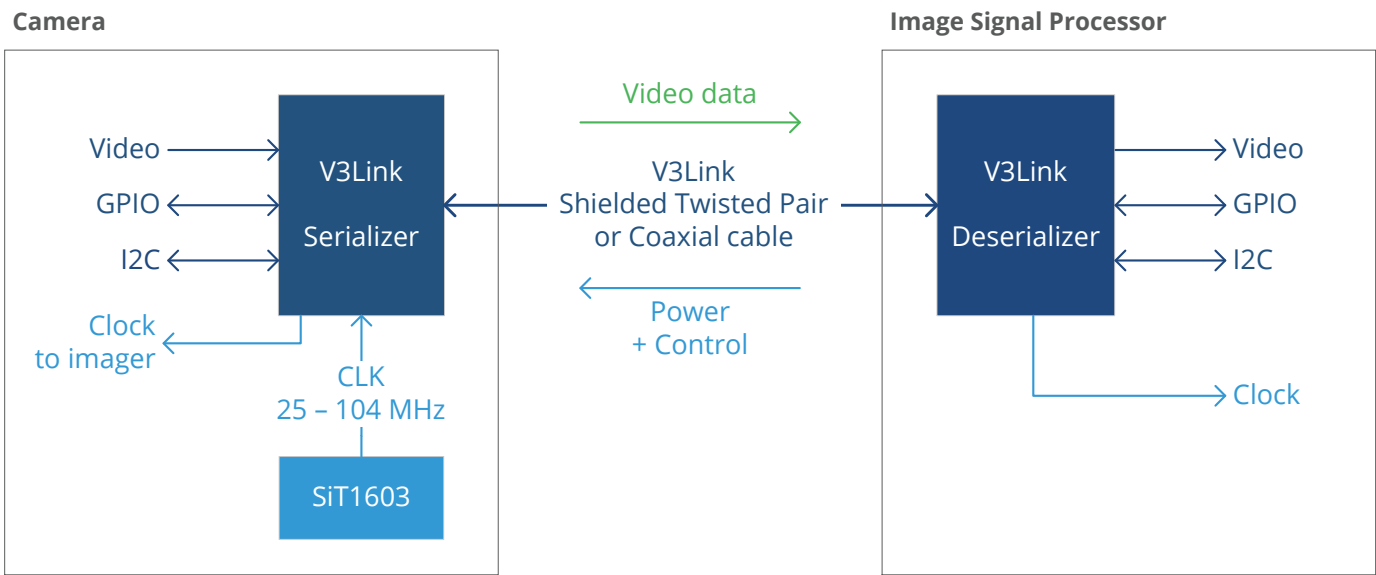 Camera
Video
GPIO
I2C
Clock
to imager
V3Link
Serializer
CLK
25 – 104 MHz
SiT1603
Video data
V3Link
Shielded Twisted Pair
or Coaxial cable
Power
+ Control
Image Signal Processor
V3Link
Deserializer
Video
GPIO
I2C
Clock